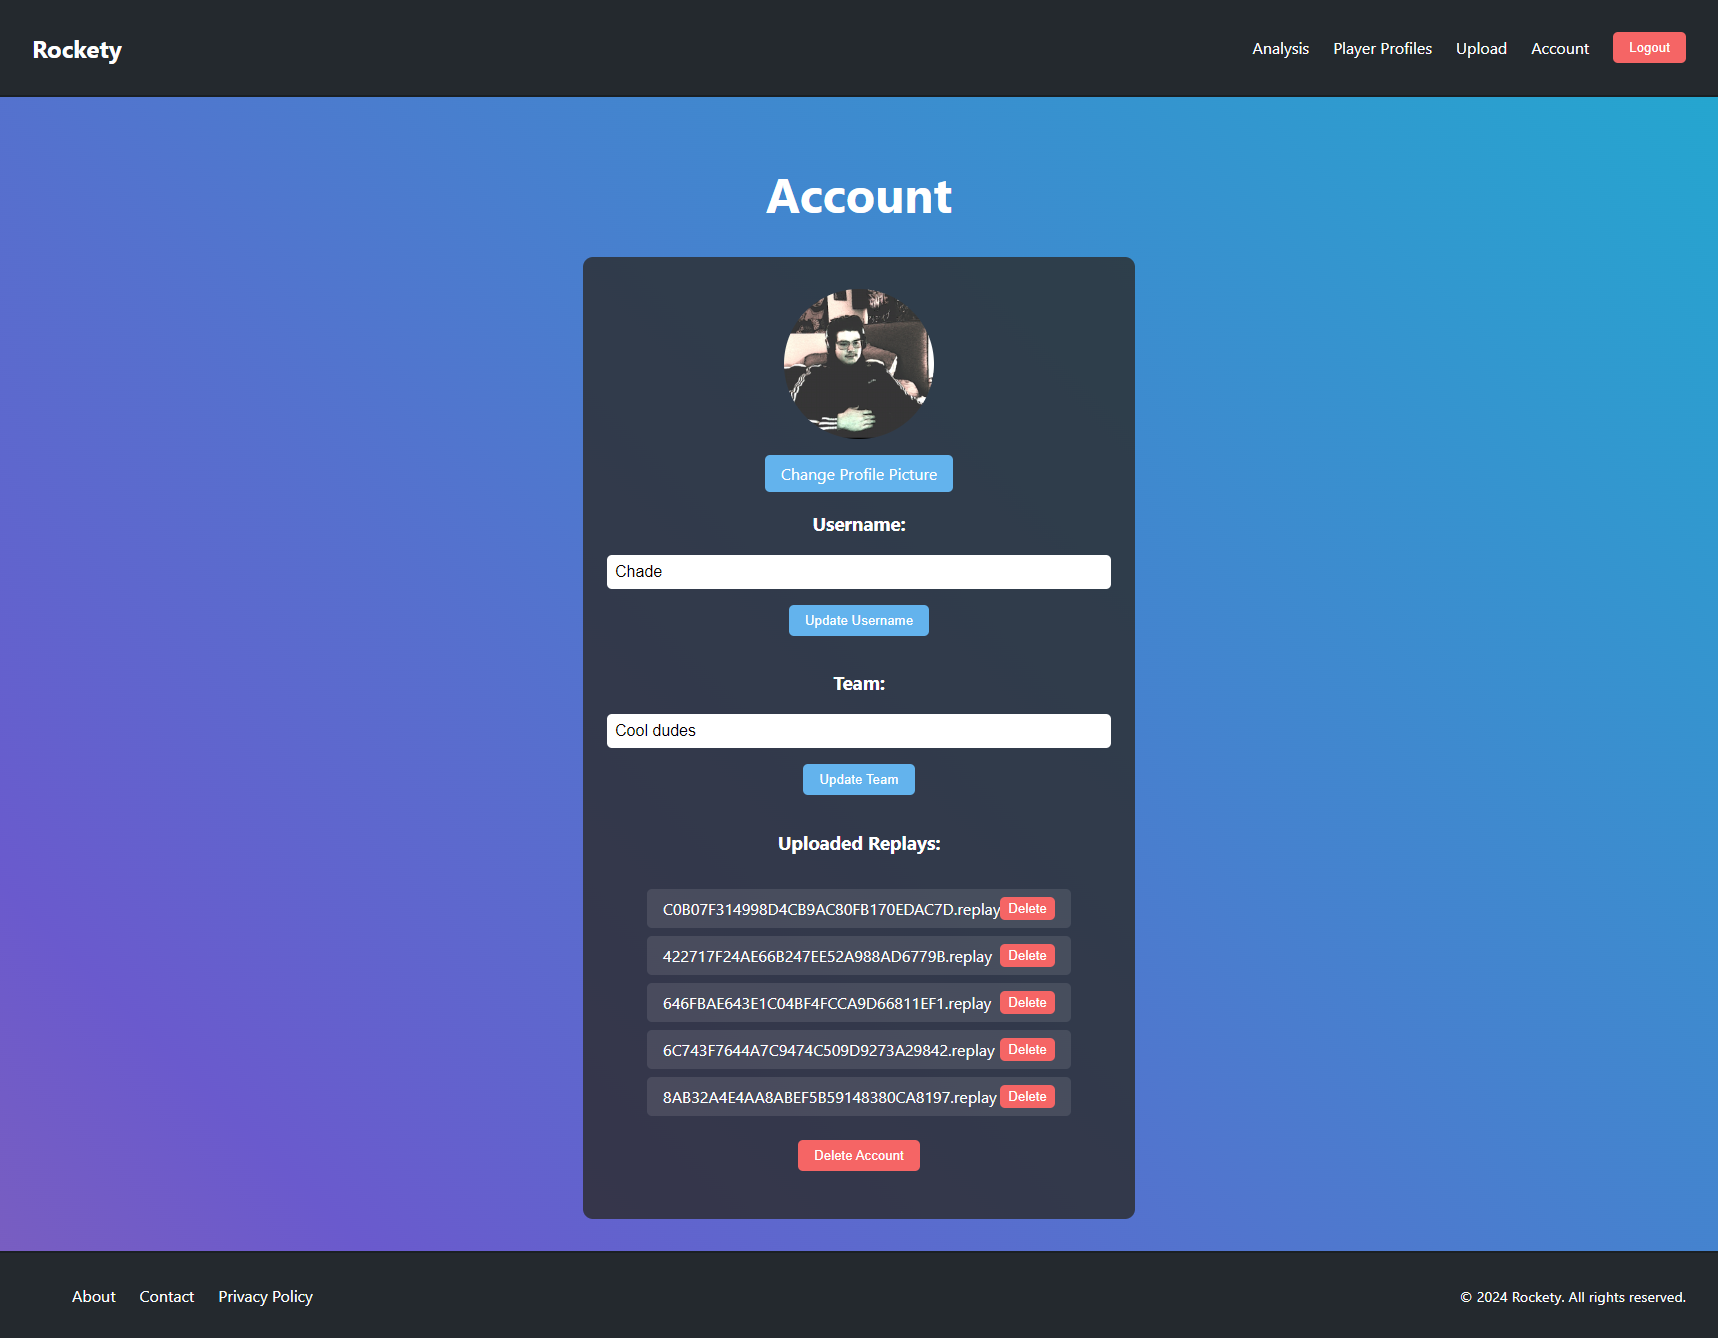 Rockety
Analysis Player Profiles Upload Account Logout
Account
Change Profile Picture
Username:
Chade
Update Username
Team:
Cool dudes
Update Team
Uploaded Replays:
C0B07F314998D4CB9AC80FB170EDAC7D.replay Delete
422717F24AE66B247EE52A988AD6779B.replay Delete
646FBAE643E1C04BF4FCCA9D66811EF1.replay Delete
6C743F7644A7C9474C509D9273A29842.replay Delete
8AB32A4E4AA8ABEF5B59148380CA8197.replay Delete
Delete Account
About Contact Privacy Policy
© 2024 Rockety. All rights reserved.